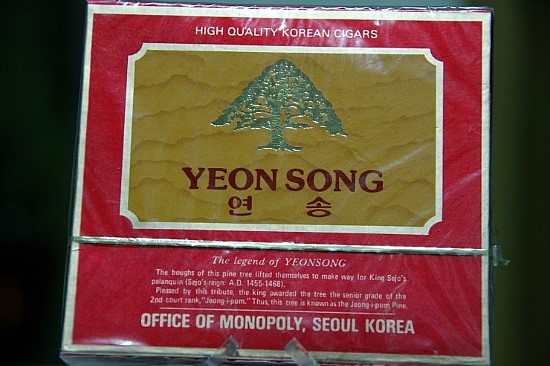 HIGH QUALITY KOREAN CIGARS
YEON SONG
연 송
The legend of YEONSONG
The boughs of this pine tree lifted themselves to make way for King Sejo's
palanquin (Sejo's reign: A.D. 1455-1468).
Pleased by this tribute, the king awarded the tree the senior grade of the
2nd court rank,"Jeong-i-pum." Thus, this tree is known as the Jeong-i-pum Pine.
OFFICE OF MONOPOLY, SEOUL KOREA